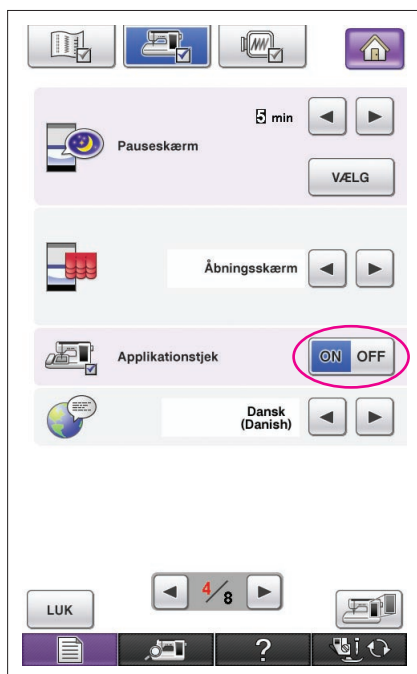 5 min
Pauseskærm
VÆLG
Åbningsskærm
Applikationstjek
ON OFF
Dansk
(Danish)
4/8
LUK
?